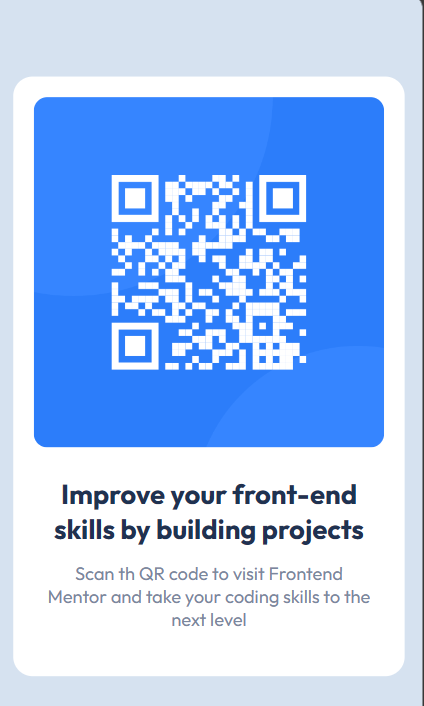 Improve your front-end
skills by building projects
Scan th QR code to visit Frontend
Mentor and take your coding skills to the
next level